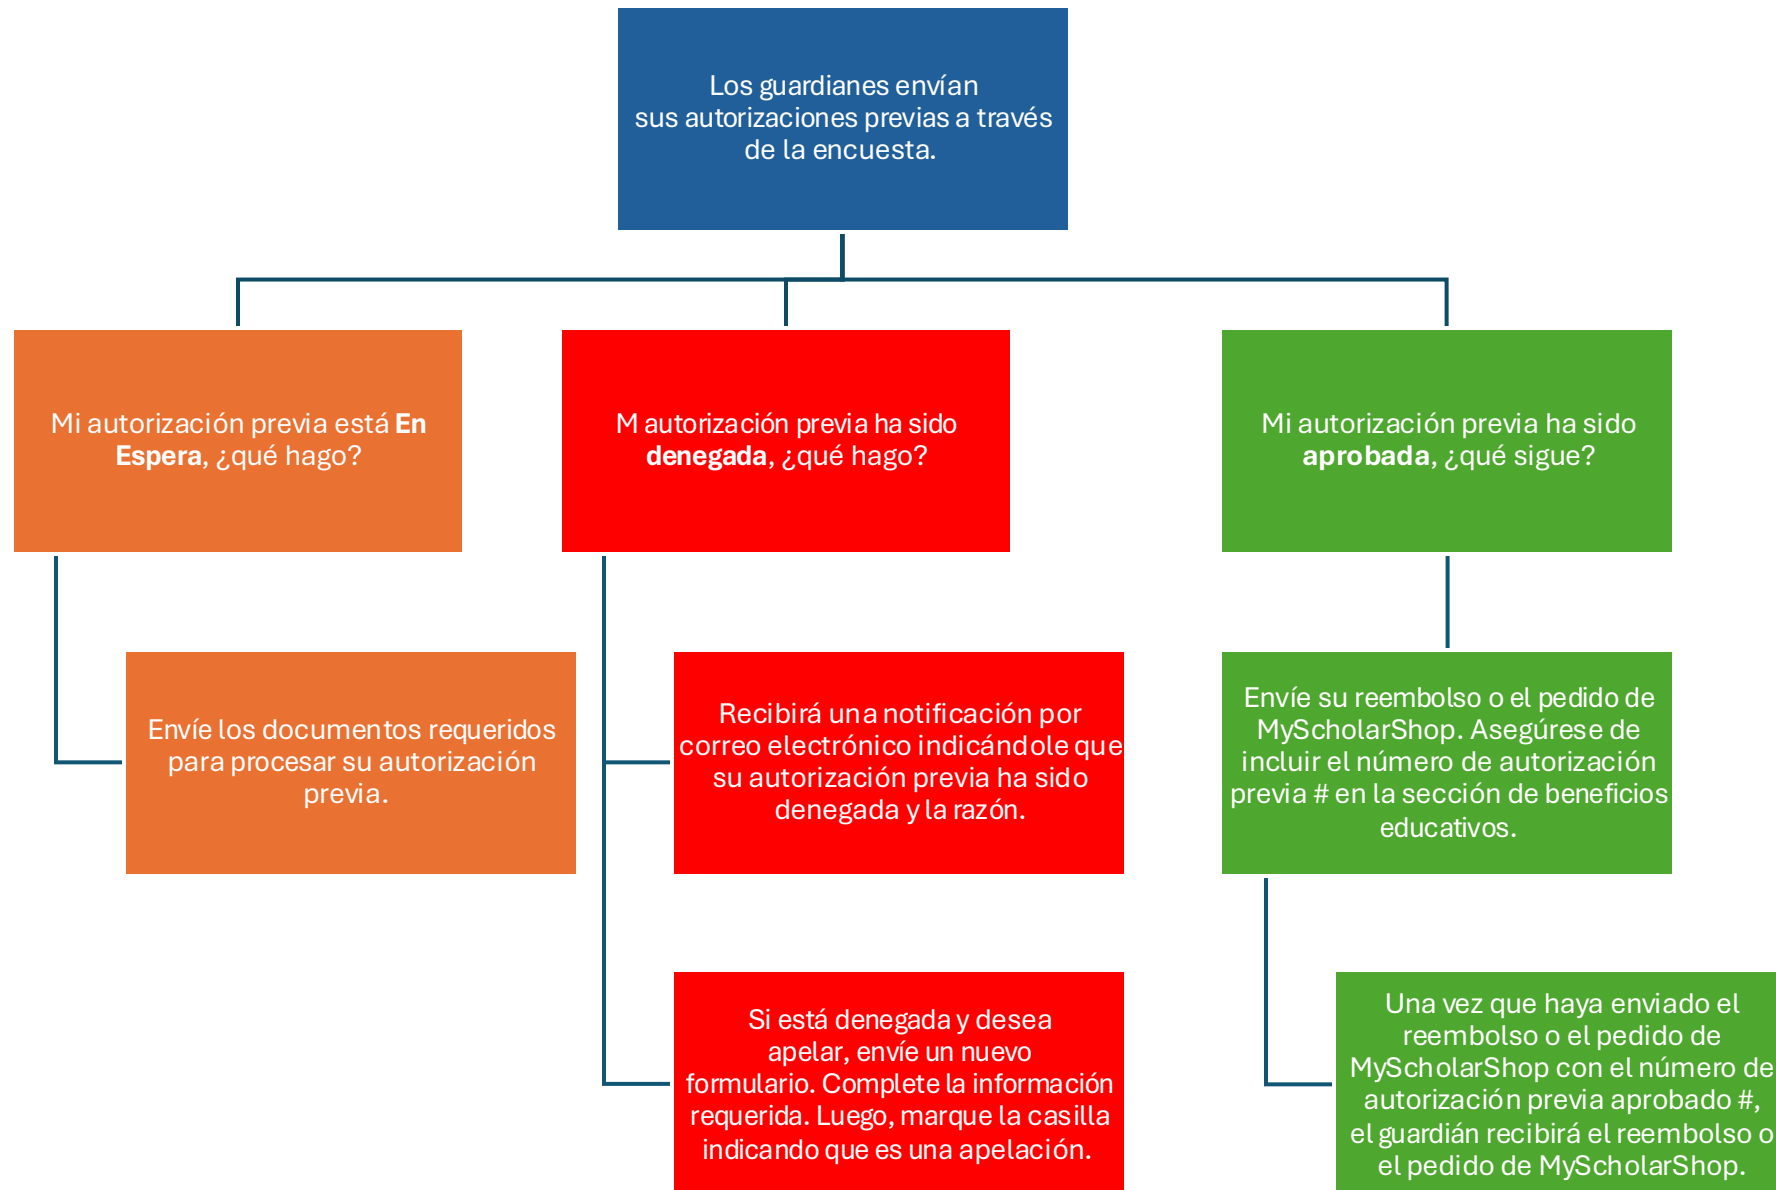 Los guardianes envían
sus autorizaciones previas a través
de la encuesta.
Mi autorización previa está En
Espera, ¿qué hago?
M autorización previa ha sido
denegada, ¿qué hago?
Mi autorización previa ha sido
aprobada, ¿qué sigue?
Envíe los documentos requeridos
para procesar su autorización
previa.
Recibirá una notificación por
correo electrónico indicándole que
su autorización previa ha sido
denegada y la razón.
Envíe su reembolso o el pedido de
MyScholarShop. Asegúrese de
incluir el número de autorización
previa # en la sección de beneficios
educativos.
Si está denegada y desea
apelar, envíe un nuevo
formulario. Complete la información
requerida. Luego, marque la casilla
indicando que es una apelación.
Una vez que haya enviado el
reembolso o el pedido de
MyScholarShop con el número de
autorización previa aprobado #,
el guardián recibirá el reembolso o
el pedido de MyScholarShop.